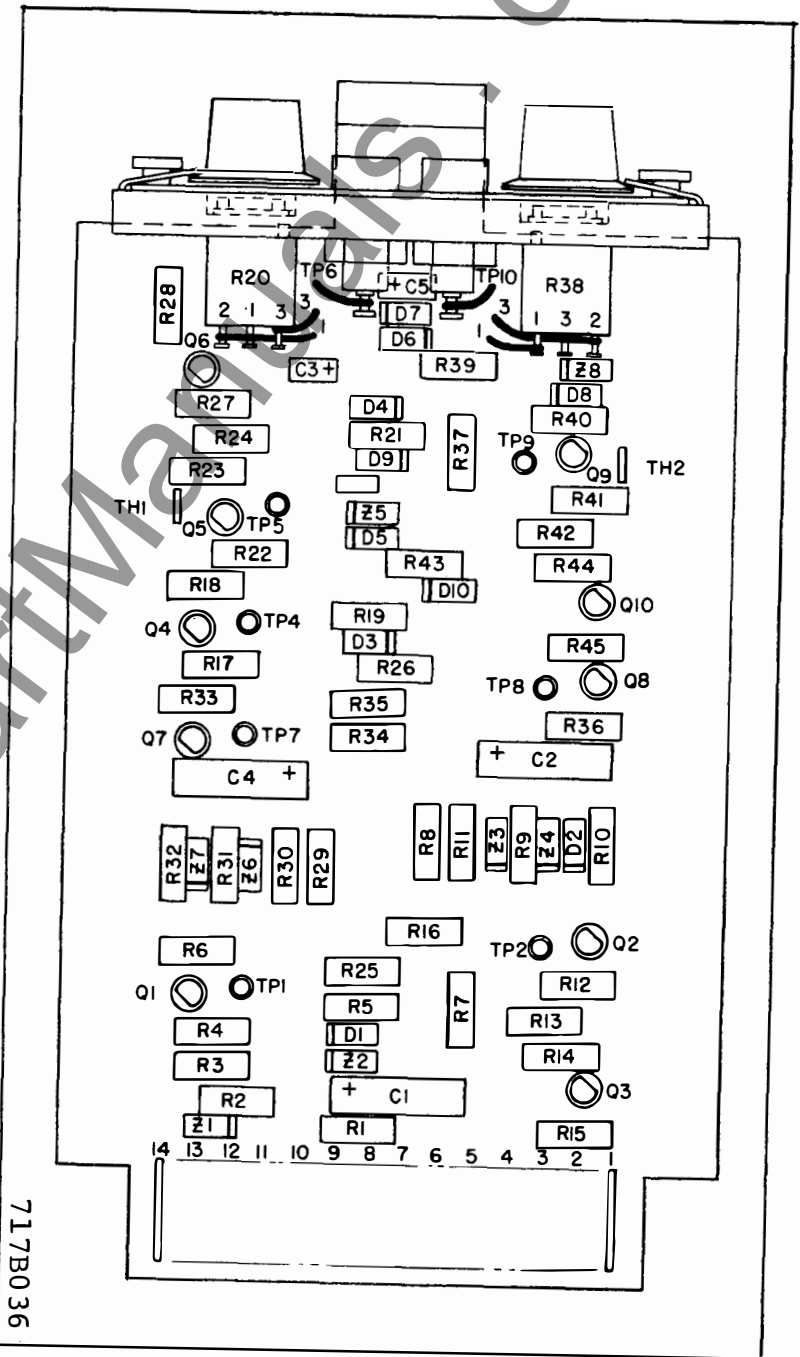 R20
TP6
+ C5
TP10
R38
R28
2 1 3
3
1
D7
D6
3
1
1 3 2
Q6
C3+
R39
Z8
R27
D4
D8
R40
R24
R21
R37
TP9
R23
D9
Q9
TH2
TH1
Q5
TP5
Z5
R41
D5
R22
R43
R42
R18
D10
R44
Q4
TP4
R19
Q10
R17
D3
R45
R26
R33
R35
TP8
Q8
Q7
TP7
R34
R36
C4 +
+ C2
R32
Z7
R31
Z6
R30
R29
R8
R11
Z3
R9
Z4
D2
R10
R16
R6
TP2
Q2
R25
Q1
TP1
R5
R7
R12
R4
D1
R13
R3
Z2
R14
R2
+ C1
Q3
Z1
R1
R15
14 13 12 11 10 9 8 7 6 5 4 3 2 1
717B036